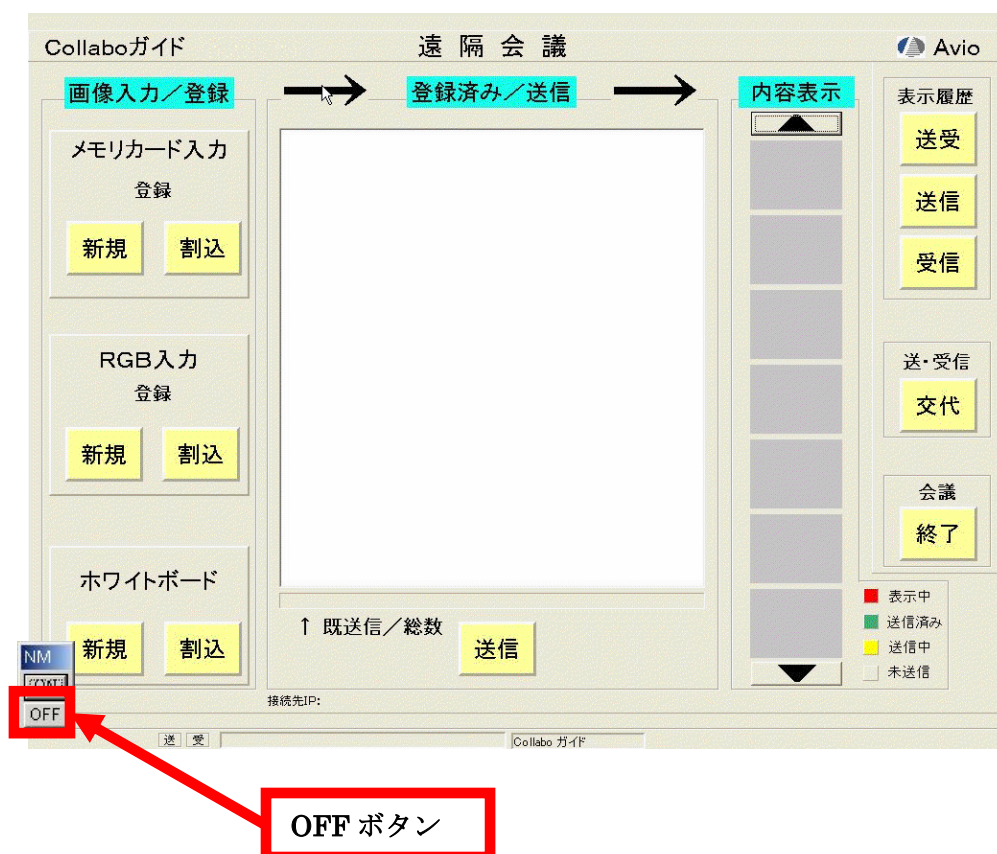 Collaboガイド
遠隔会議
Avio
画像入力／登録
登録済み／送信
内容表示
表示履歴
メモリカード入力
登録
新規
割込
送受
送信
受信
RGB入力
登録
新規
割込
送・受信
交代
会議
終了
ホワイトボード
新規
割込
↑ 既送信／総数
送信
表示中
送信済み
送信中
未送信
NM
OFF
接続先IP:
送
受
Collabo ガイド
OFF ボタン